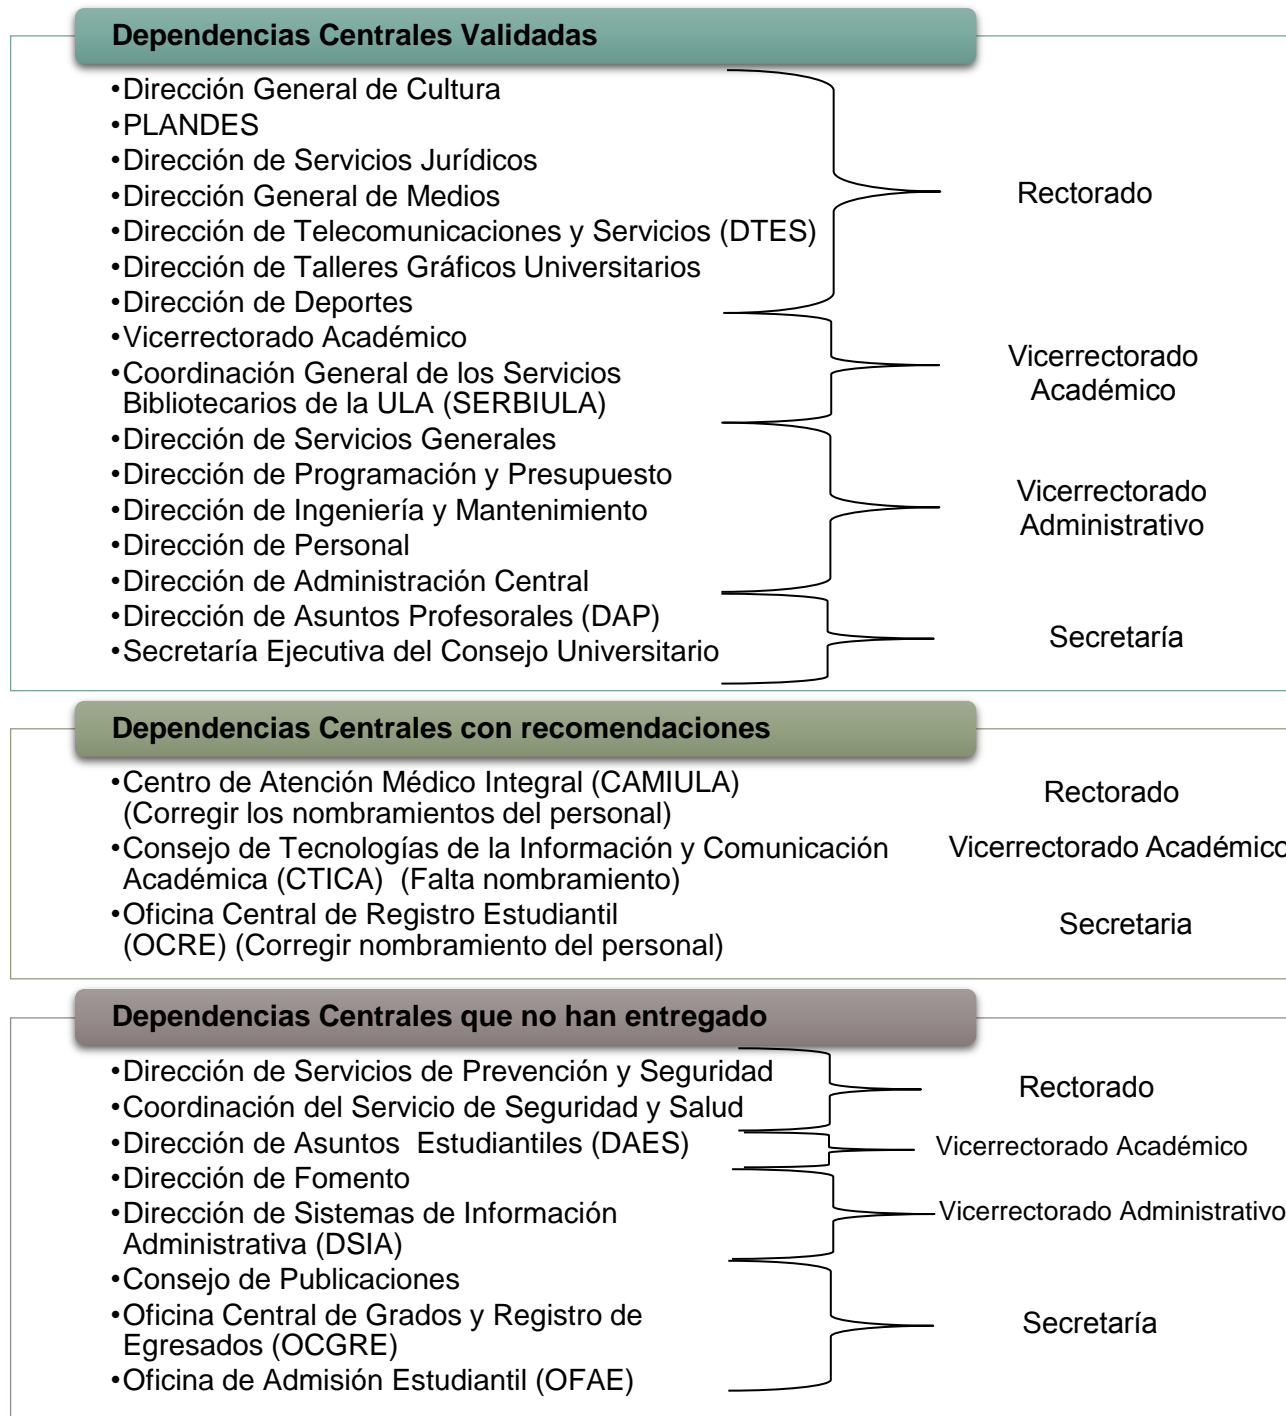 Dependencias Centrales Validadas
•Dirección General de Cultura
•PLANDES
•Dirección de Servicios Jurídicos
•Dirección General de Medios
•Dirección de Telecomunicaciones y Servicios (DTES)
•Dirección de Talleres Gráficos Universitarios
•Dirección de Deportes
Rectorado
•Vicerrectorado Académico
•Coordinación General de los Servicios
Bibliotecarios de la ULA (SERBIULA)
Vicerrectorado
Académico
•Dirección de Servicios Generales
•Dirección de Programación y Presupuesto
•Dirección de Ingeniería y Mantenimiento
•Dirección de Personal
•Dirección de Administración Central
Vicerrectorado
Administrativo
•Dirección de Asuntos Profesorales (DAP)
•Secretaría Ejecutiva del Consejo Universitario
Secretaría
Dependencias Centrales con recomendaciones
•Centro de Atención Médico Integral (CAMIULA)
(Corregir los nombramientos del personal)
Rectorado
•Consejo de Tecnologías de la Información y Comunicación
Académica (CTICA)  (Falta nombramiento)
Vicerrectorado Académico
•Oficina Central de Registro Estudiantil
(OCRE) (Corregir nombramiento del personal)
Secretaria
Dependencias Centrales que no han entregado
•Dirección de Servicios de Prevención y Seguridad
•Coordinación del Servicio de Seguridad y Salud
Rectorado
•Dirección de Asuntos  Estudiantiles (DAES)
Vicerrectorado Académico
•Dirección de Fomento
•Dirección de Sistemas de Información
Administrativa (DSIA)
Vicerrectorado Administrativo
•Consejo de Publicaciones
•Oficina Central de Grados y Registro de
Egresados (OCGRE)
•Oficina de Admisión Estudiantil (OFAE)
Secretaría